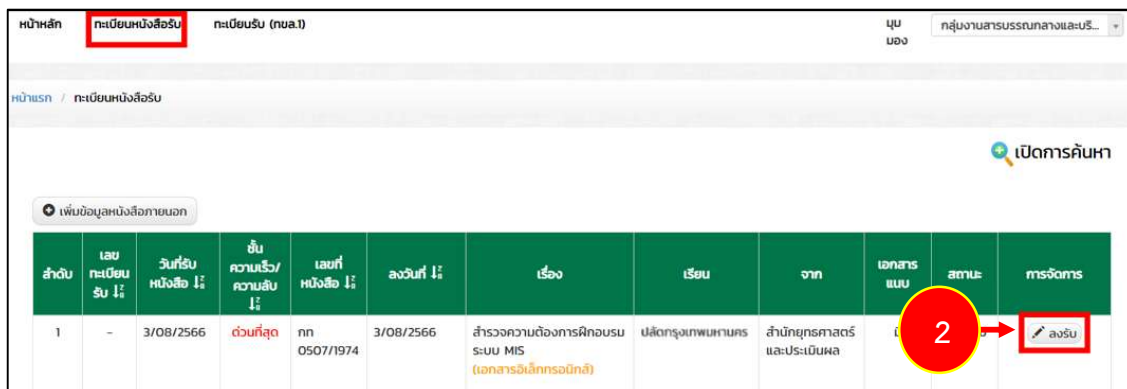 หน้าหลัก ทะเบียนหนังสือรับ ทะเบียนรับ (ทขล.1) มุม กลุ่มงานสารบรรณกลางและบริ...
มอง
หน้าแรก / ทะเบียนหนังสือรับ
เปิดการค้นหา
เพิ่มข้อมูลหนังสือภายนอก
ลำดับ เลขทะเบียนรับ วันที่รับหนังสือ ชั้นความเร็ว/ความลับ เลขที่หนังสือ ลงวันที่ เรื่อง เรียน จาก เอกสารแนบ สถานะ การจัดการ
1 - 3/08/2566 ด่วนที่สุด กท 3/08/2566 สำรวจความต้องการฝึกอบรม ปลัดกรุงเทพมหานคร สำนักยุทธศาสตร์ 2 ลงรับ
0507/1974 ระบบ MIS และประเมินผล
(เอกสารอิเล็กทรอนิกส์)